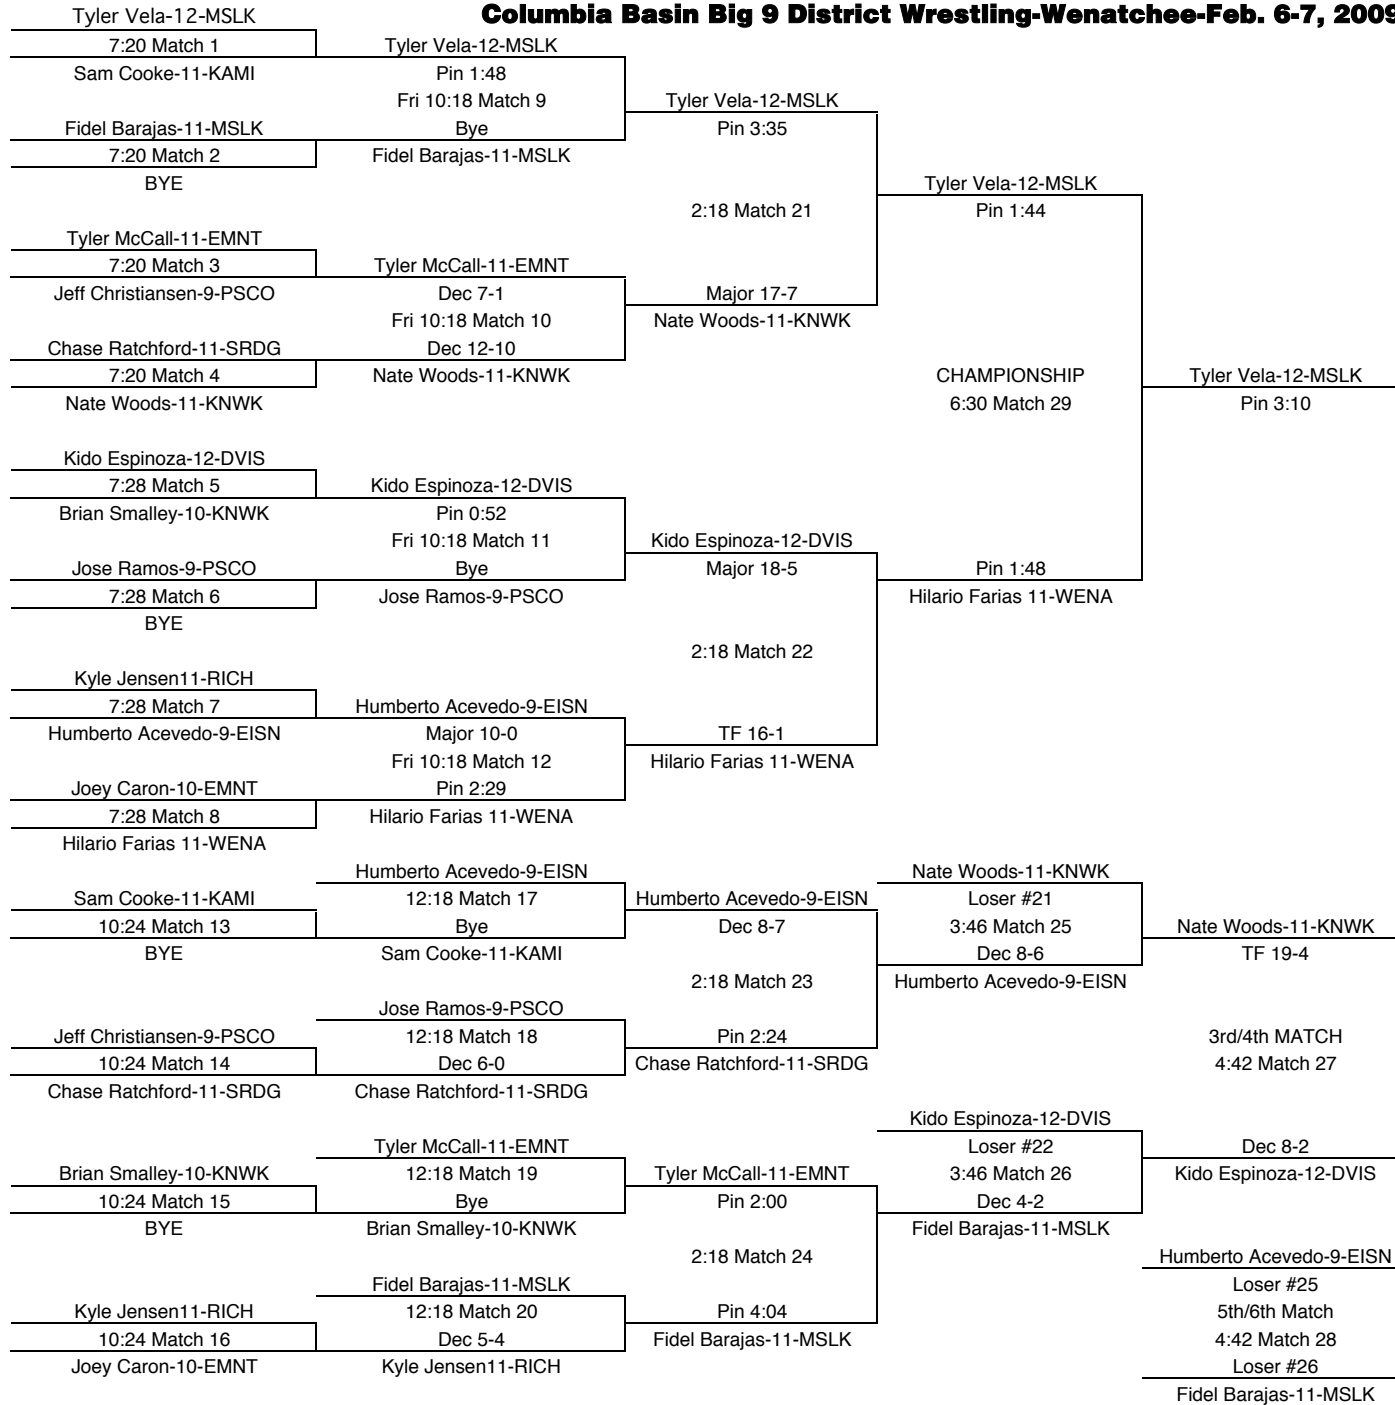 Columbia Basin Big 9 District Wrestling-Wenatchee-Feb. 6-7, 2009
Tyler Vela-12-MSLK
7:20 Match 1
Sam Cooke-11-KAMI
Fidel Barajas-11-MSLK
7:20 Match 2
BYE
Tyler McCall-11-EMNT
7:20 Match 3
Jeff Christiansen-9-PSCO
Chase Ratchford-11-SRDG
7:20 Match 4
Nate Woods-11-KNWK
Kido Espinoza-12-DVIS
7:28 Match 5
Brian Smalley-10-KNWK
Jose Ramos-9-PSCO
7:28 Match 6
BYE
Kyle Jensen11-RICH
7:28 Match 7
Humberto Acevedo-9-EISN
Joey Caron-10-EMNT
7:28 Match 8
Hilario Farias 11-WENA
Tyler Vela-12-MSLK
Pin 1:48
Fri 10:18 Match 9
Bye
Fidel Barajas-11-MSLK
Tyler McCall-11-EMNT
Dec 7-1
Fri 10:18 Match 10
Dec 12-10
Nate Woods-11-KNWK
Kido Espinoza-12-DVIS
Pin 0:52
Fri 10:18 Match 11
Bye
Jose Ramos-9-PSCO
Humberto Acevedo-9-EISN
Major 10-0
Fri 10:18 Match 12
Pin 2:29
Hilario Farias 11-WENA
Tyler Vela-12-MSLK
Pin 3:35
2:18 Match 21
Major 17-7
Nate Woods-11-KNWK
Kido Espinoza-12-DVIS
Major 18-5
2:18 Match 22
TF 16-1
Hilario Farias 11-WENA
Tyler Vela-12-MSLK
Pin 1:44
CHAMPIONSHIP
6:30 Match 29
Pin 1:48
Hilario Farias 11-WENA
Tyler Vela-12-MSLK
Pin 3:10
Sam Cooke-11-KAMI
10:24 Match 13
BYE
Jeff Christiansen-9-PSCO
10:24 Match 14
Chase Ratchford-11-SRDG
Brian Smalley-10-KNWK
10:24 Match 15
BYE
Kyle Jensen11-RICH
10:24 Match 16
Joey Caron-10-EMNT
Humberto Acevedo-9-EISN
12:18 Match 17
Bye
Sam Cooke-11-KAMI
Jose Ramos-9-PSCO
12:18 Match 18
Dec 6-0
Chase Ratchford-11-SRDG
Tyler McCall-11-EMNT
12:18 Match 19
Bye
Brian Smalley-10-KNWK
Fidel Barajas-11-MSLK
12:18 Match 20
Dec 5-4
Kyle Jensen11-RICH
Humberto Acevedo-9-EISN
Dec 8-7
2:18 Match 23
Pin 2:24
Chase Ratchford-11-SRDG
Tyler McCall-11-EMNT
Pin 2:00
2:18 Match 24
Pin 4:04
Fidel Barajas-11-MSLK
Nate Woods-11-KNWK
Loser #21
3:46 Match 25
Dec 8-6
Humberto Acevedo-9-EISN
Kido Espinoza-12-DVIS
Loser #22
3:46 Match 26
Dec 4-2
Fidel Barajas-11-MSLK
Nate Woods-11-KNWK
TF 19-4
3rd/4th MATCH
4:42 Match 27
Dec 8-2
Kido Espinoza-12-DVIS
Humberto Acevedo-9-EISN
Loser #25
5th/6th Match
4:42 Match 28
Loser #26
Fidel Barajas-11-MSLK